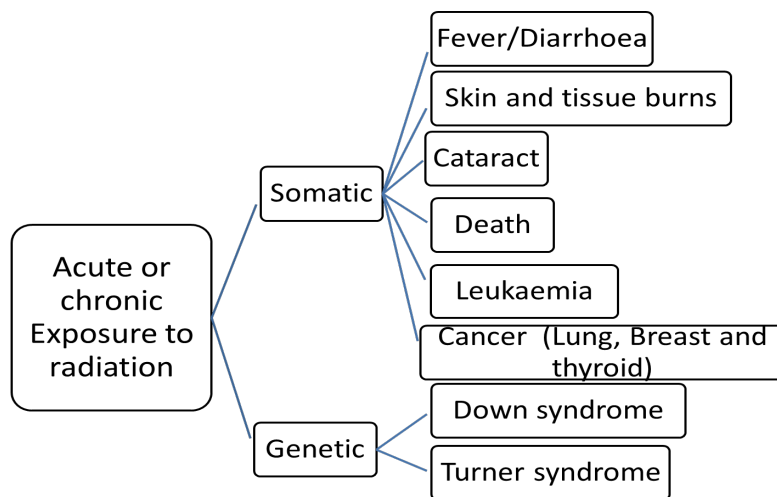 Fever/Diarrhoea
Skin and tissue burns
Cataract
Somatic
Death
Acute or
chronic
Exposure to
radiation
Leukaemia
Cancer (Lung, Breast and
thyroid)
Down syndrome
Genetic
Turner syndrome